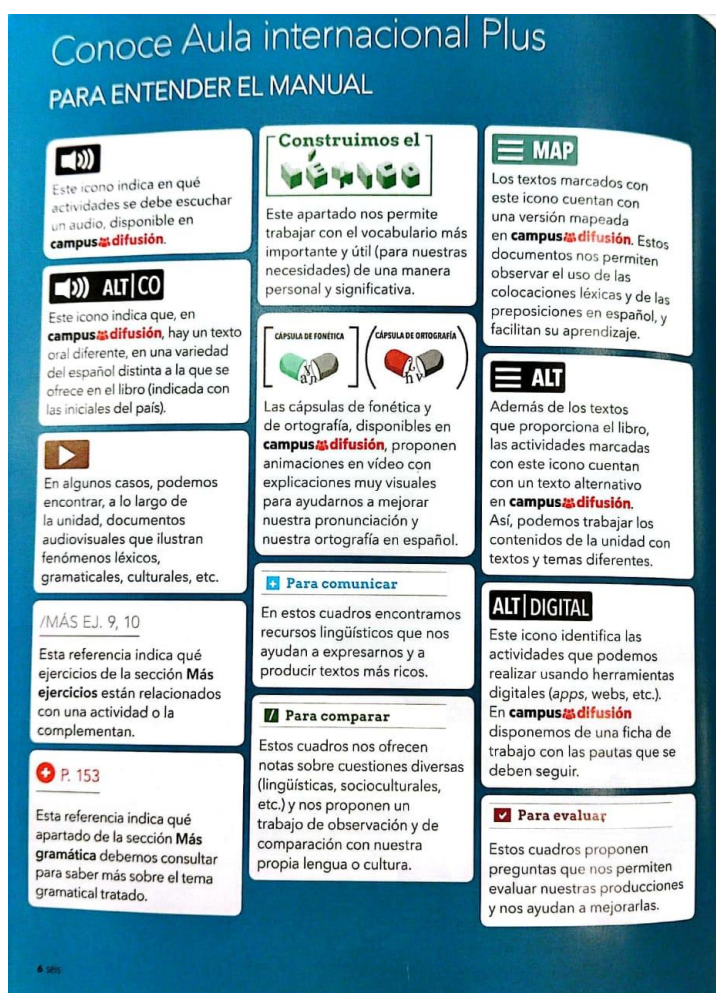 Conoce Aula internacional Plus
PARA ENTENDER EL MANUAL
Este icono indica en qué
actividades se debe escuchar
un audio, disponible en
campus difusión.
ALT|CO
Este icono indica que, en
campus difusión, hay un texto
oral diferente, en una variedad
del español distinta a la que se
ofrece en el libro (indicada con
las iniciales del país).
En algunos casos, podemos
encontrar, a lo largo de
la unidad, documentos
audiovisuales que ilustran
fenómenos léxicos,
gramaticales, culturales, etc.
/MÁS EJ. 9, 10
Esta referencia indica qué
ejercicios de la sección Más
ejercicios están relacionados
con una actividad o la
complementan.
P. 153
Esta referencia indica qué
apartado de la sección Más
gramática debemos consultar
para saber más sobre el tema
gramatical tratado.
Construimos el
LÉXICO
Este apartado nos permite
trabajar con el vocabulario más
importante y útil (para nuestras
necesidades) de una manera
personal y significativa.
CÁPSULA DE FONÉTICA
CÁPSULA DE ORTOGRAFÍA
Las cápsulas de fonética y
de ortografía, disponibles en
campus difusión, proponen
animaciones en vídeo con
explicaciones muy visuales
para ayudarnos a mejorar
nuestra pronunciación y
nuestra ortografía en español.
Para comunicar
En estos cuadros encontramos
recursos lingüísticos que nos
ayudan a expresarnos y a
producir textos más ricos.
Para comparar
Estos cuadros nos ofrecen
notas sobre cuestiones diversas
(lingüísticas, socioculturales,
etc.) y nos proponen un
trabajo de observación y de
comparación con nuestra
propia lengua o cultura.
MAP
Los textos marcados con
este icono cuentan con
una versión mapeada
en campus difusión. Estos
documentos nos permiten
observar el uso de las
colocaciones léxicas y de las
preposiciones en español, y
facilitan su aprendizaje.
ALT
Además de los textos
que proporciona el libro,
las actividades marcadas
con este icono cuentan
con un texto alternativo
en campus difusión.
Así, podemos trabajar los
contenidos de la unidad con
textos y temas diferentes.
ALT|DIGITAL
Este icono identifica las
actividades que podemos
realizar usando herramientas
digitales (apps, webs, etc.).
En campus difusión
disponemos de una ficha de
trabajo con las pautas que se
deben seguir.
Para evaluar
Estos cuadros proponen
preguntas que nos permiten
evaluar nuestras producciones
y nos ayudan a mejorarlas.
6 seis